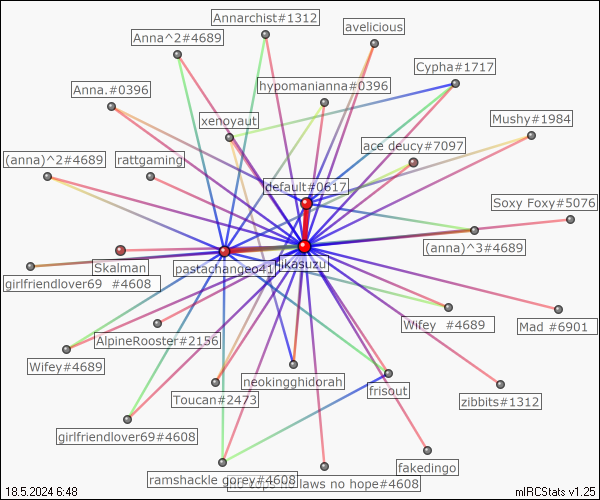 Annarchist#1312
avelicious
Anna^2#4689
Cypha#1717
Anna.#0396
hypomanianna#0396
xenoyaut
Mushy#1984
ace deucy#7097
(anna)^2#4689
rattgaming
default#0617
Soxy Foxy#5076
(anna)^3#4689
Skalman
pastachangeo41
ikasuzu
girlfriendlover69 #4608
Wifey #4689
Mad #6901
AlpineRooster#2156
Wifey#4689
neokingghidorah
frisout
Toucan#2473
zibbits#1312
girlfriendlover69#4608
fakedingo
ramshackle gorey#4608
laws no hope#4608
18.5.2024 6:48
mIRCStats v1.25